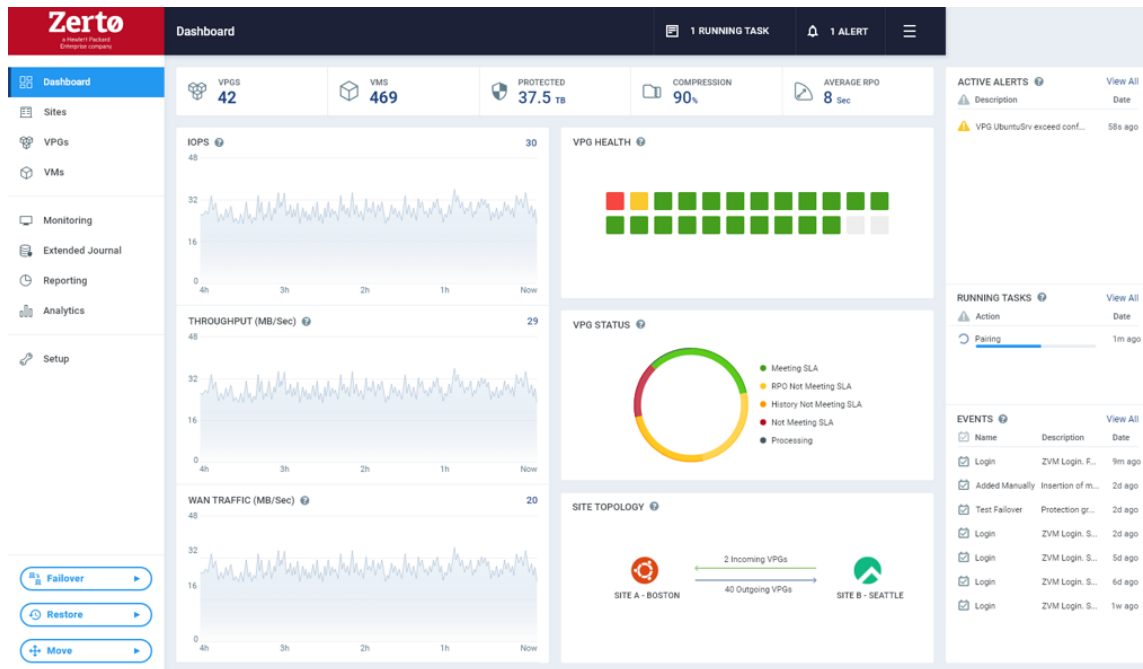 Zertø
a Hewlett Packard
Enterprise company
Dashboard
1 RUNNING TASK
1 ALERT
Dashboard
Sites
VPGs
VMs
Monitoring
Extended Journal
Reporting
Analytics
Setup
Failover
Restore
Move
VPGS
42
VMS
469
PROTECTED
37.5 TB
COMPRESSION
90%
AVERAGE RPO
8 Sec
IOPS ?
30
48
32
16
0
4h 3h 2h 1h Now
THROUGHPUT (MB/Sec) ?
29
48
32
16
0
4h 3h 2h 1h Now
WAN TRAFFIC (MB/Sec) ?
20
48
32
16
0
4h 3h 2h 1h Now
VPG HEALTH ?
VPG STATUS ?
Meeting SLA
RPO Not Meeting SLA
History Not Meeting SLA
Not Meeting SLA
Processing
SITE TOPOLOGY ?
2 Incoming VPGs
40 Outgoing VPGs
SITE A - BOSTON
SITE B - SEATTLE
ACTIVE ALERTS ? View All
Description Date
VPG UbuntuSrv exceed conf... 58s ago
RUNNING TASKS ? View All
Action Date
Pairing 1m ago
EVENTS ? View All
Name Description Date
Login ZVM Login. F... 9m ago
Added Manually Insertion of m... 2d ago
Test Failover Protection gr... 2d ago
Login ZVM Login. S... 2d ago
Login ZVM Login. S... 5d ago
Login ZVM Login. S... 6d ago
Login ZVM Login. S... 1w ago